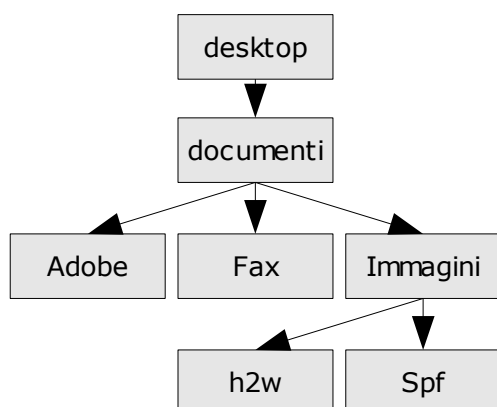 desktop
documenti
Adobe
Fax
Immagini
h2w
Spf